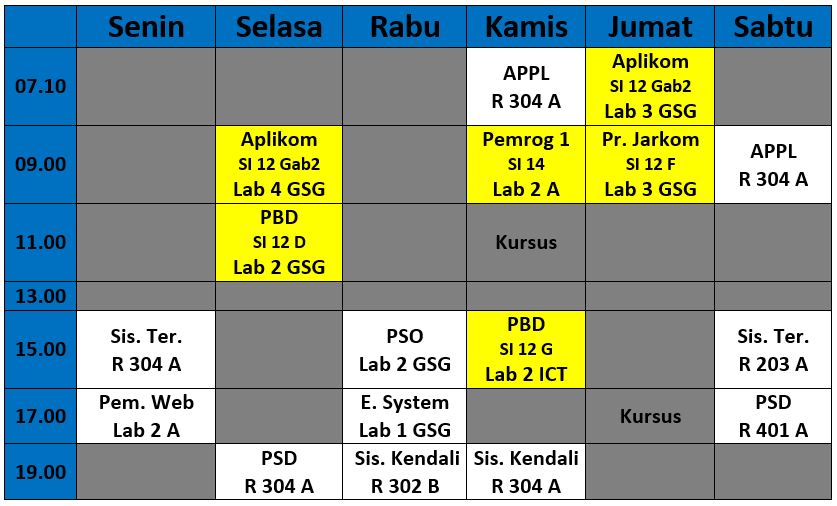 Senin Selasa Rabu Kamis Jumat Sabtu
07.10
APPL
R 304 A
Aplikom
SI 12 Gab2
Lab 3 GSG
09.00
Aplikom
SI 12 Gab2
Lab 4 GSG
Pemrog 1
SI 14
Lab 2 A
Pr. Jarkom
SI 12 F
Lab 3 GSG
APPL
R 304 A
11.00
PBD
SI 12 D
Lab 2 GSG
Kursus
13.00
15.00
Sis. Ter.
R 304 A
PSO
Lab 2 GSG
PBD
SI 12 G
Lab 2 ICT
Sis. Ter.
R 203 A
17.00
Pem. Web
Lab 2 A
E. System
Lab 1 GSG
Kursus
PSD
R 401 A
19.00
PSD
R 304 A
Sis. Kendali
R 302 B
Sis. Kendali
R 304 A